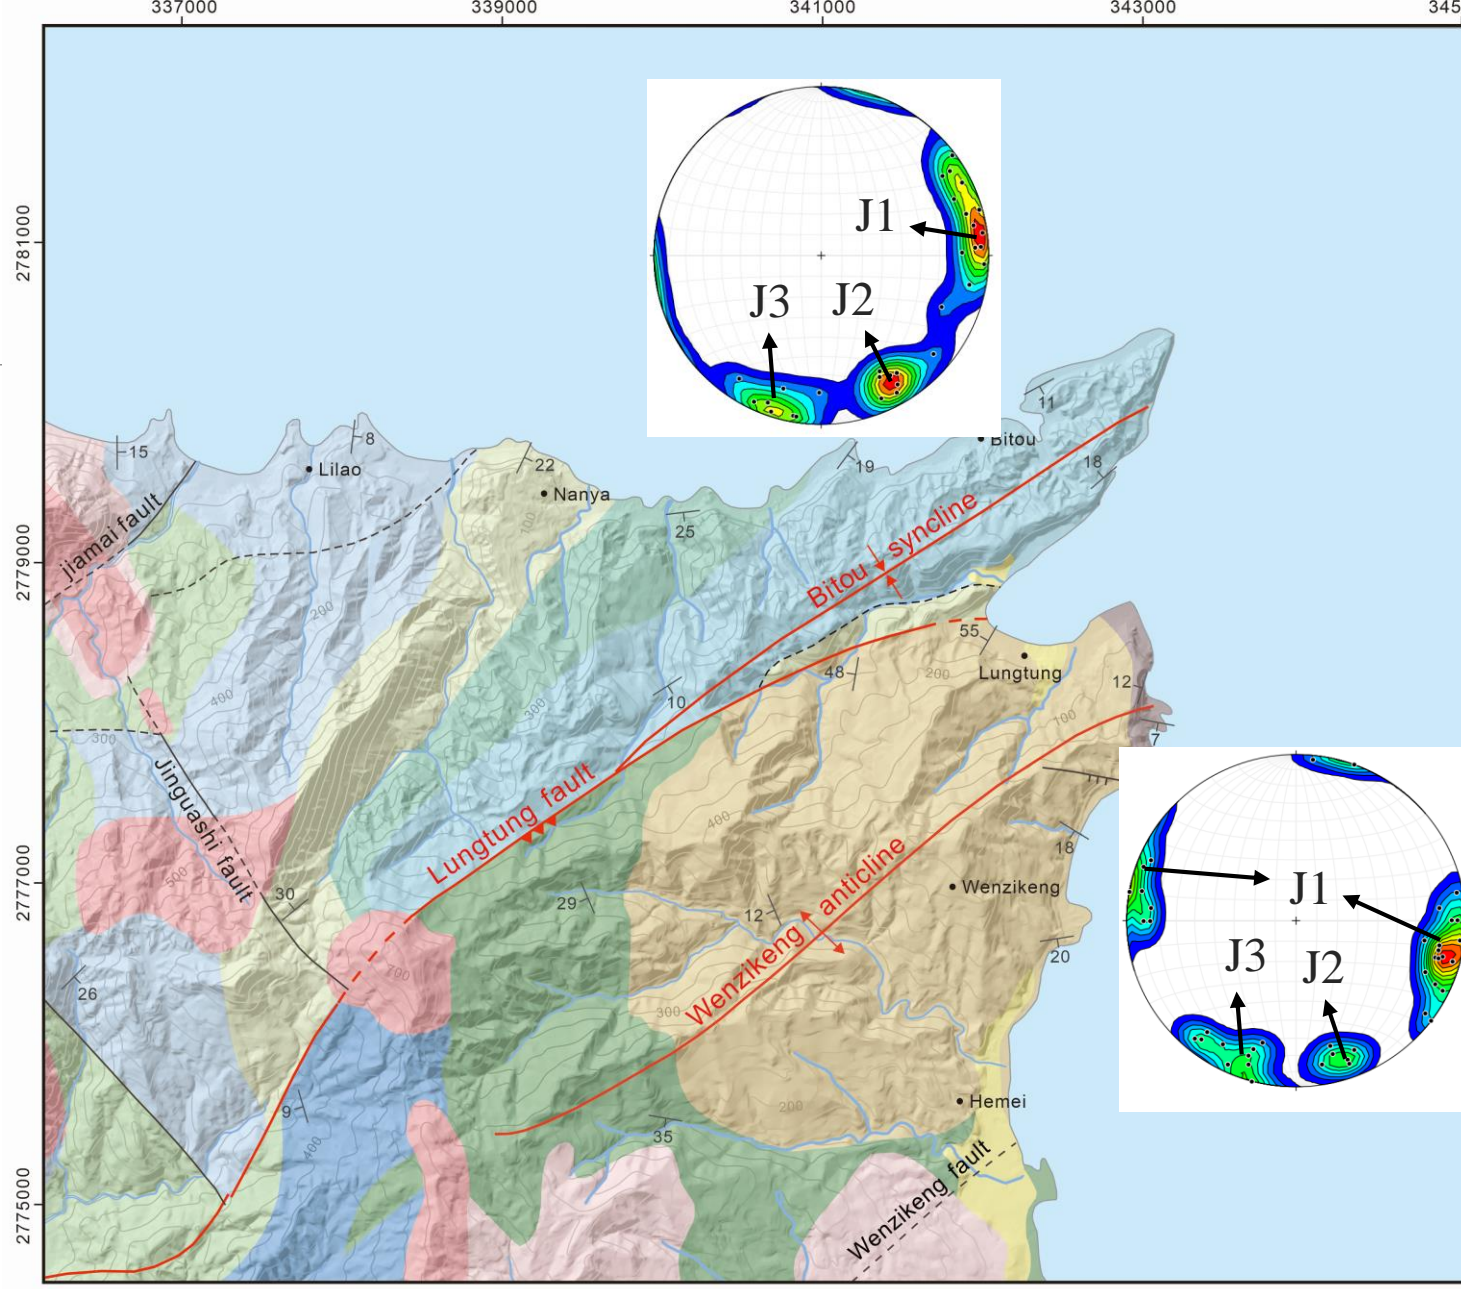 337000
339000
341000
343000
345
2781000
2779000
2777000
2775000
J1
J2
J3
11
Bitou
18
19
15
8
Lilao
22
Nanya
100
25
jiamai fault
Bitou syncline
200
55
Lungtung
48
200
12
10
300
400
100
7
300
Jinguashi fault
Lungtung fault
400
18
500
30
29
12
Wenzikeng anticline
Wenzikeng
J1
J3
J2
20
700
26
300
9
400
200
Hemei
35
Wenzikeng fault